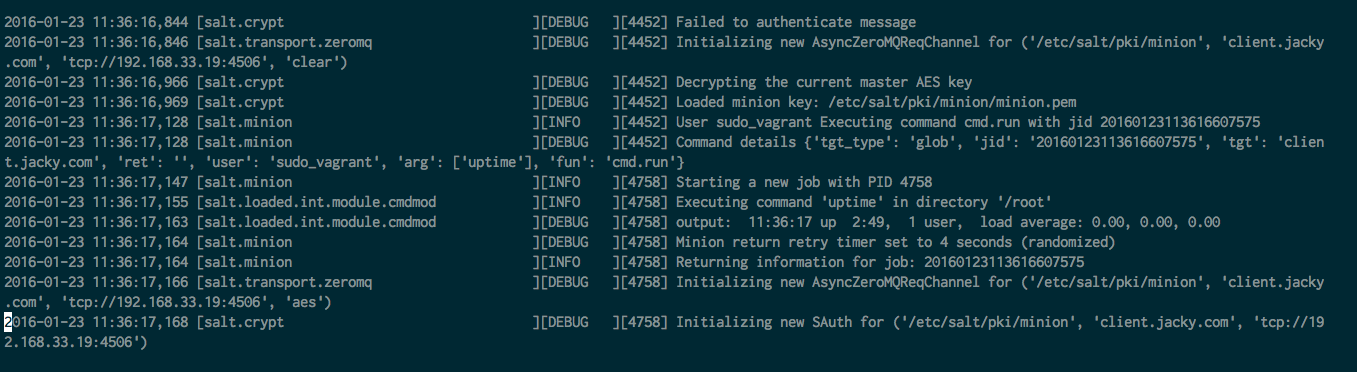 2016-01-23 11:36:16,844 [salt.crypt                               ][DEBUG   ][4452] Failed to authenticate message
2016-01-23 11:36:16,846 [salt.transport.zeromq                    ][DEBUG   ][4452] Initializing new AsyncZeroMQReqChannel for ('/etc/salt/pki/minion', 'client.jacky
.com', 'tcp://192.168.33.19:4506', 'clear')
2016-01-23 11:36:16,966 [salt.crypt                               ][DEBUG   ][4452] Decrypting the current master AES key
2016-01-23 11:36:16,969 [salt.crypt                               ][DEBUG   ][4452] Loaded minion key: /etc/salt/pki/minion/minion.pem
2016-01-23 11:36:17,128 [salt.minion                              ][INFO    ][4452] User sudo_vagrant Executing command cmd.run with jid 20160123113616607575
2016-01-23 11:36:17,128 [salt.minion                              ][DEBUG   ][4452] Command details {'tgt_type': 'glob', 'jid': '20160123113616607575', 'tgt': 'clien
t.jacky.com', 'ret': '', 'user': 'sudo_vagrant', 'arg': ['uptime'], 'fun': 'cmd.run'}
2016-01-23 11:36:17,147 [salt.minion                              ][INFO    ][4758] Starting a new job with PID 4758
2016-01-23 11:36:17,155 [salt.loaded.int.module.cmdmod            ][INFO    ][4758] Executing command 'uptime' in directory '/root'
2016-01-23 11:36:17,163 [salt.loaded.int.module.cmdmod            ][DEBUG   ][4758] output:  11:36:17 up  2:49,  1 user,  load average: 0.00, 0.00, 0.00
2016-01-23 11:36:17,164 [salt.minion                              ][DEBUG   ][4758] Minion return retry timer set to 4 seconds (randomized)
2016-01-23 11:36:17,164 [salt.minion                              ][INFO    ][4758] Returning information for job: 20160123113616607575
2016-01-23 11:36:17,166 [salt.transport.zeromq                    ][DEBUG   ][4758] Initializing new AsyncZeroMQReqChannel for ('/etc/salt/pki/minion', 'client.jacky
.com', 'tcp://192.168.33.19:4506', 'aes')
2016-01-23 11:36:17,168 [salt.crypt                               ][DEBUG   ][4758] Initializing new SAuth for ('/etc/salt/pki/minion', 'client.jacky.com', 'tcp://19
2.168.33.19:4506')